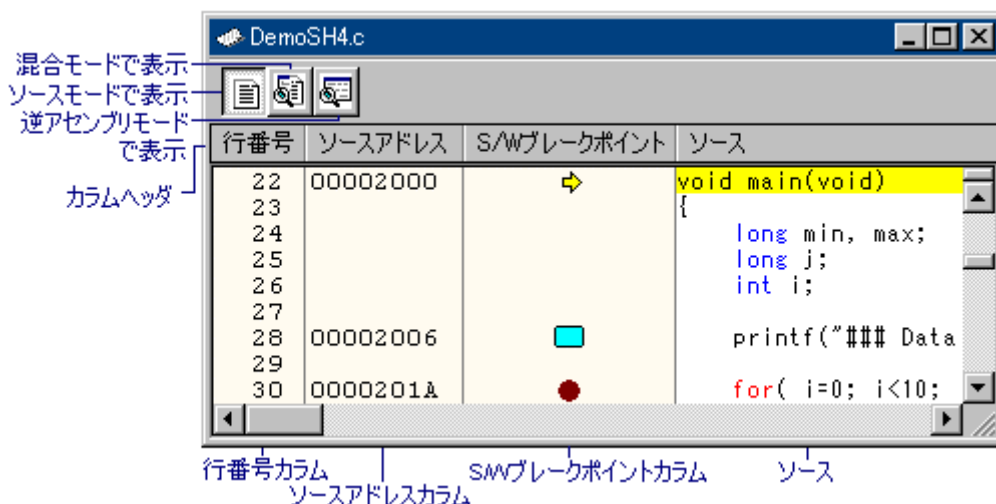 DemoSH4.c
混合モードで表示
ソースモードで表示
逆アセンブリモード
で表示
カラムヘッダ
行番号 ソースアドレス S/Wブレークポイント ソース
22 00002000 void main(void)
23 {
24 long min, max;
25 long j;
26 int i;
27
28 00002006 printf("### Data
29
30 0000201A for( i=0; i<10;
行番号カラム
ソースアドレスカラム
S/Wブレークポイントカラム
ソース